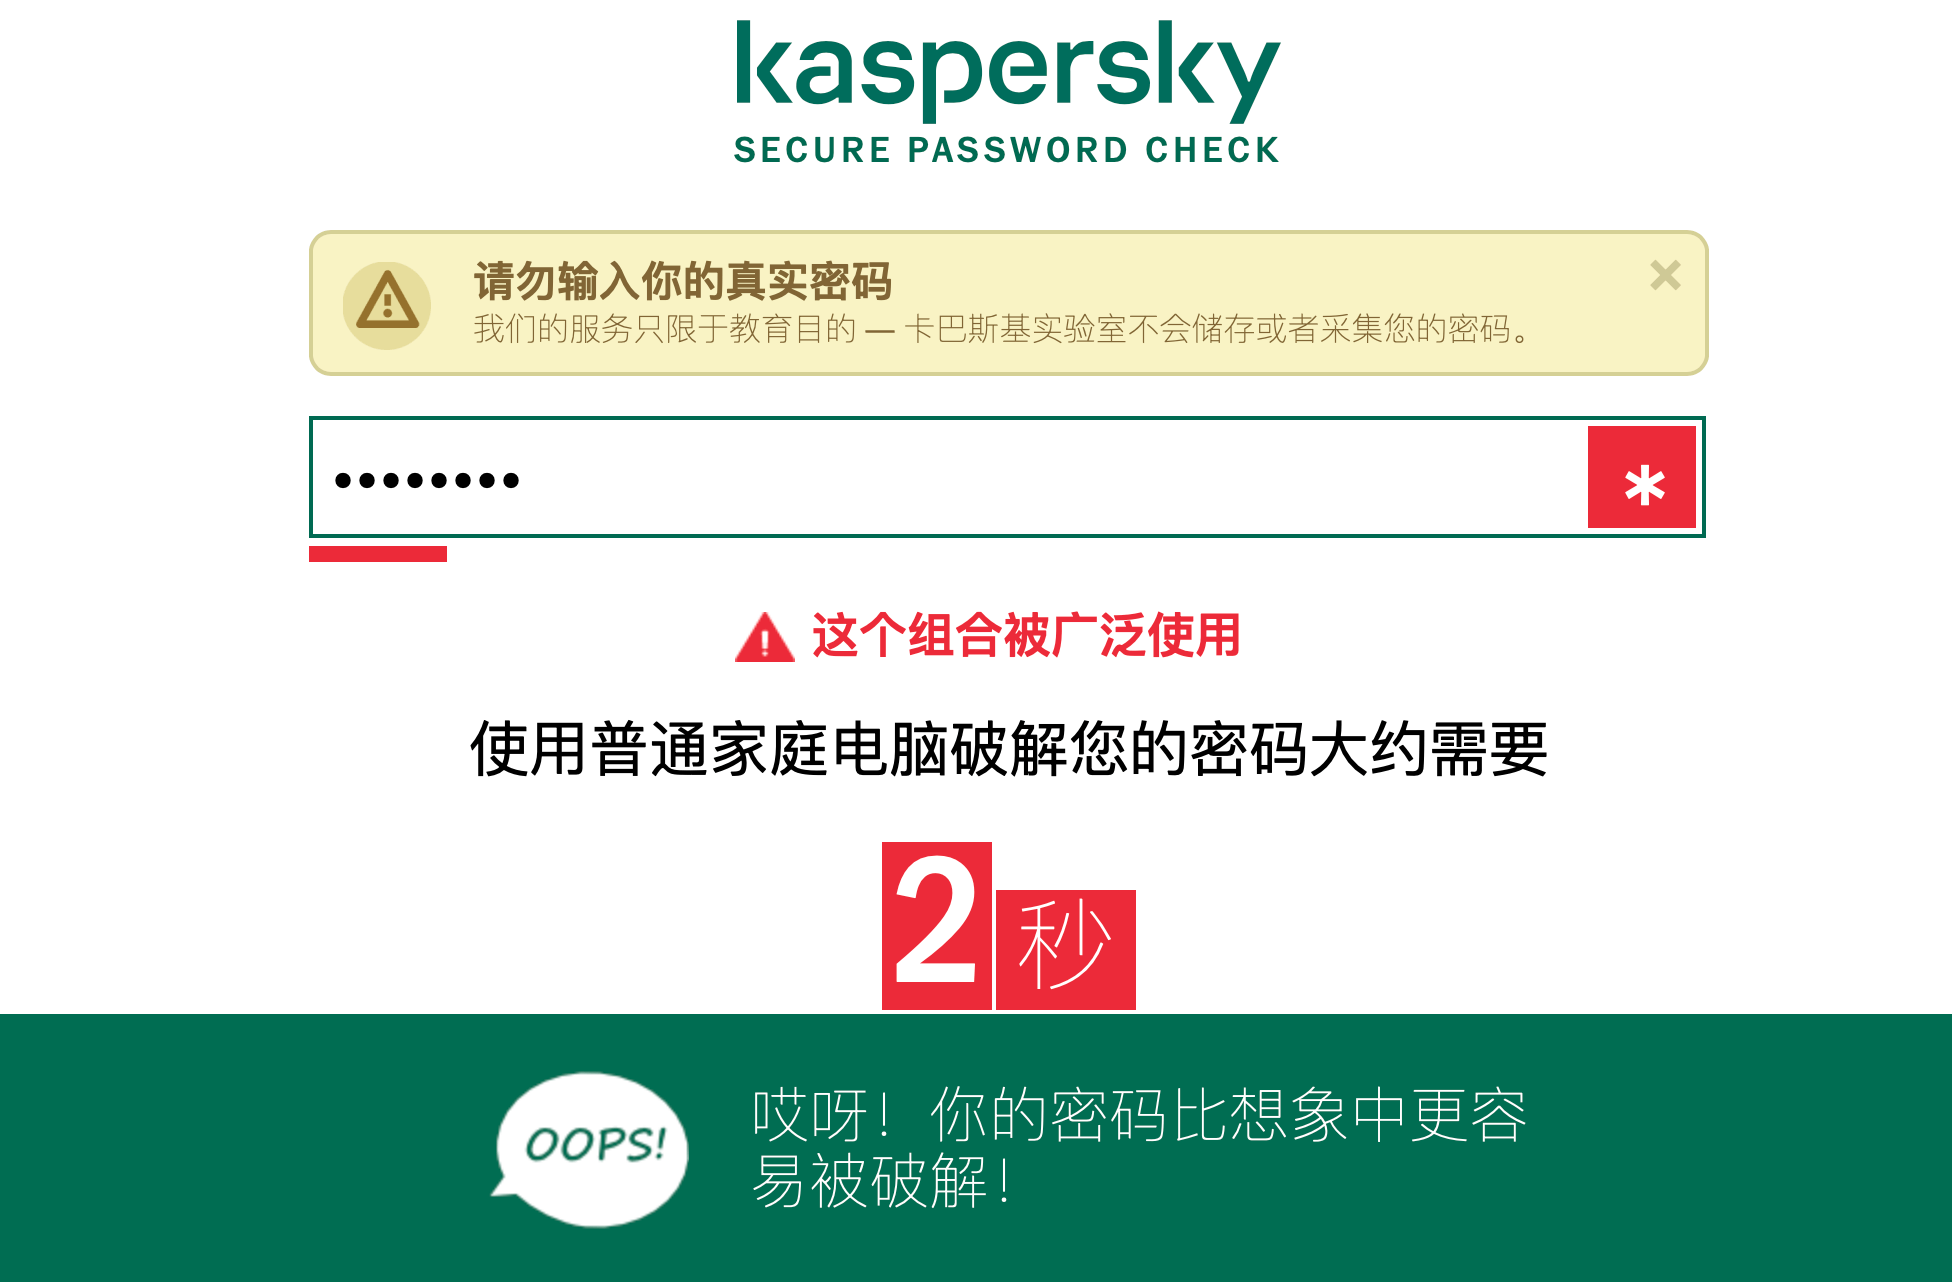 kaspersky
SECURE PASSWORD CHECK
请勿输入你的真实密码
我们的服务只限于教育目的 — 卡巴斯基实验室不会储存或者采集您的密码。
••••••••
*
这个组合被广泛使用
使用普通家庭电脑破解您的密码大约需要
2 秒
OOPS!
哎呀！你的密码比想象中更容
易被破解！